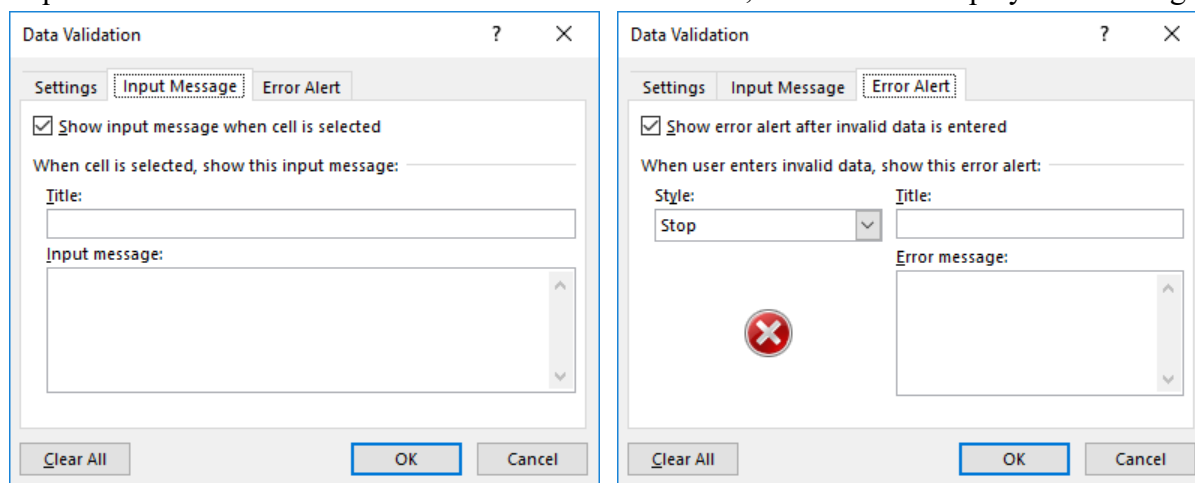 Data Validation ? ×
Settings Input Message Error Alert
Show input message when cell is selected
When cell is selected, show this input message:
Title:
Input message:
Clear All OK Cancel
Data Validation ? ×
Settings Input Message Error Alert
Show error alert after invalid data is entered
When user enters invalid data, show this error alert:
Style: Title:
Stop
Error message:
Clear All OK Cancel